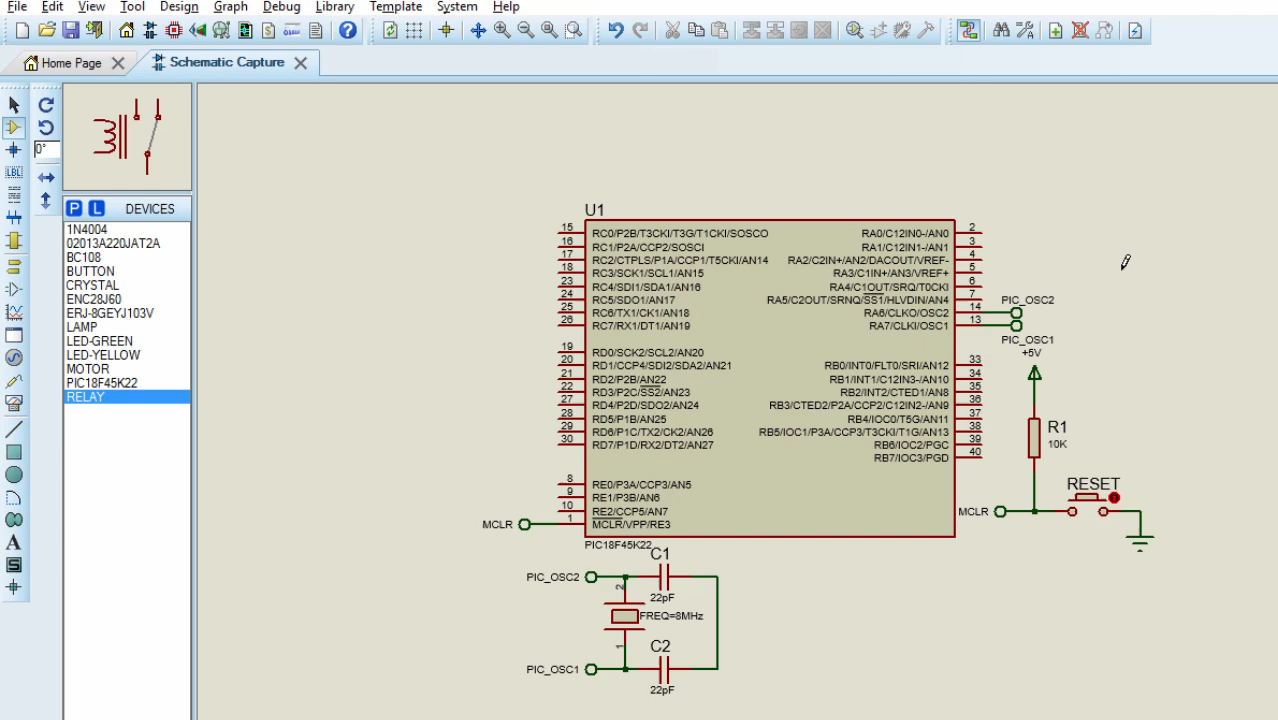 File Edit View Tool Design Graph Debug Library Template System Help
Home Page Schematic Capture
0°
LBL
P L DEVICES
1N4004
02013A220JAT2A
BC108
BUTTON
CRYSTAL
ENC28J60
ERJ-8GEYJ103V
LAMP
LED-GREEN
LED-YELLOW
MOTOR
PIC18F45K22
RELAY
A
S
U1
15 RC0/P2B/T3CKI/T3G/T1CKI/SOSCO RA0/C12IN0-/AN0 2
16 RC1/P2A/CCP2/SOSCI RA1/C12IN1-/AN1 3
17 RC2/CTPLS/P1A/CCP1/T5CKI/AN14 RA2/C2IN+/AN2/DACOUT/VREF- 4
18 RC3/SCK1/SCL1/AN15 RA3/C1IN+/AN3/VREF+ 5
23 RC4/SDI1/SDA1/AN16 RA4/C1OUT/SRQ/T0CKI 6
24 RC5/SDO1/AN17 RA5/C2OUT/SRNQ/SS1/HLVDIN/AN4 7
25 RC6/TX1/CK1/AN18 RA6/CLKO/OSC2 14
26 RC7/RX1/DT1/AN19 RA7/CLKI/OSC1 13
PIC_OSC2
PIC_OSC1
+5V
19 RD0/SCK2/SCL2/AN20 RB0/INT0/FLT0/SRI/AN12 33
20 RD1/CCP4/SDI2/SDA2/AN21 RB1/INT1/C12IN3-/AN10 34
21 RD2/P2B/AN22 RB2/INT2/CTED1/AN8 35
22 RD3/P2C/SS2/AN23 RB3/CTED2/P2A/CCP2/C12IN2-/AN9 36
27 RD4/P2D/SDO2/AN24 RB4/IOC0/T5G/AN11 37
28 RD5/P1B/AN25 RB5/IOC1/P3A/CCP3/T3CKI/T1G/AN13 38
29 RD6/P1C/TX2/CK2/AN26 RB6/IOC2/PGC 39
30 RD7/P1D/RX2/DT2/AN27 RB7/IOC3/PGD 40
R1
10K
8 RE0/P3A/CCP3/AN5
9 RE1/P3B/AN6
10 RE2/CCP5/AN7
MCLR 1 MCLR/VPP/RE3
RESET
MCLR
PIC18F45K22
C1
PIC_OSC2
2
22pF
FREQ=8MHz
1
C2
PIC_OSC1
22pF